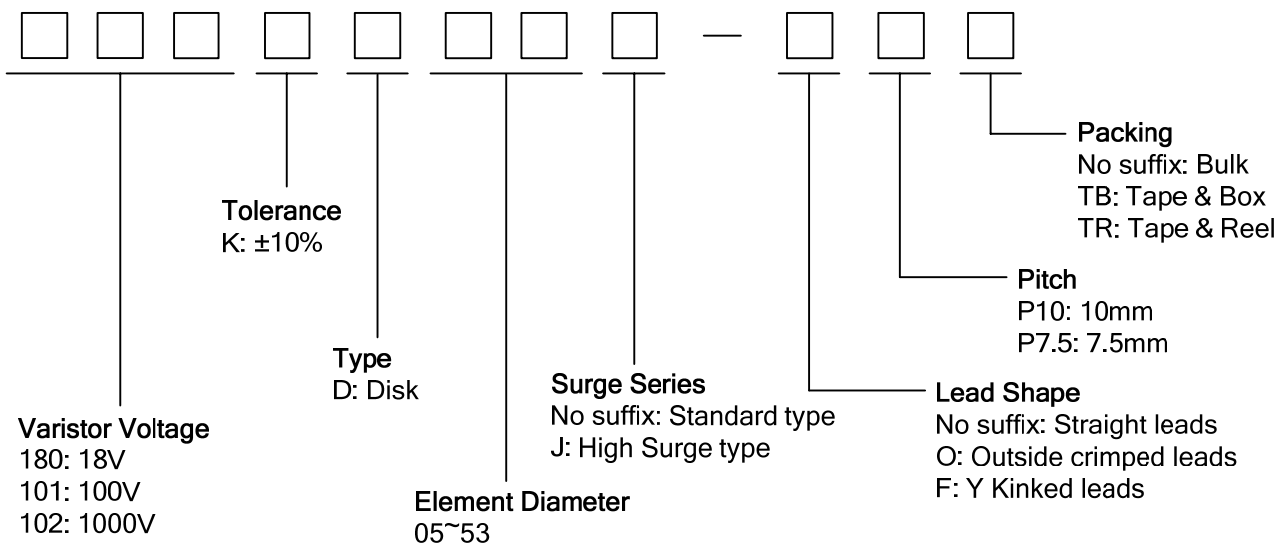 Varistor Voltage
180: 18V
101: 100V
102: 1000V
Tolerance
K: ±10%
Type
D: Disk
Element Diameter
05~53
Surge Series
No suffix: Standard type
J: High Surge type
Lead Shape
No suffix: Straight leads
O: Outside crimped leads
F: Y Kinked leads
Pitch
P10: 10mm
P7.5: 7.5mm
Packing
No suffix: Bulk
TB: Tape & Box
TR: Tape & Reel